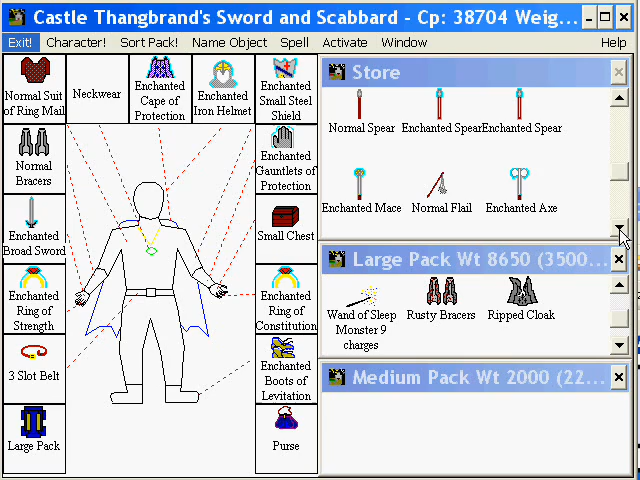 Castle Thangbrand's Sword and Scabbard - Cp: 38704 Weig...
Exit! Character! Sort Pack! Name Object Spell Activate Window Help
Normal Suit
of Ring Mail
Neckwear
Enchanted
Cape of
Protection
Enchanted
Iron Helmet
Enchanted
Small Steel
Shield
Normal
Bracers
Enchanted
Gauntlets of
Protection
Enchanted
Broad Sword
Small Chest
Enchanted
Ring of
Strength
Enchanted
Ring of
Constitution
3 Slot Belt
Enchanted
Boots of
Levitation
Large Pack
Purse
Store
Normal Spear
Enchanted Spear
Enchanted Spear
Enchanted Mace
Normal Flail
Enchanted Axe
Large Pack Wt 8650 (3500...
Wand of Sleep
Monster 9
charges
Rusty Bracers
Ripped Cloak
Medium Pack Wt 2000 (22...